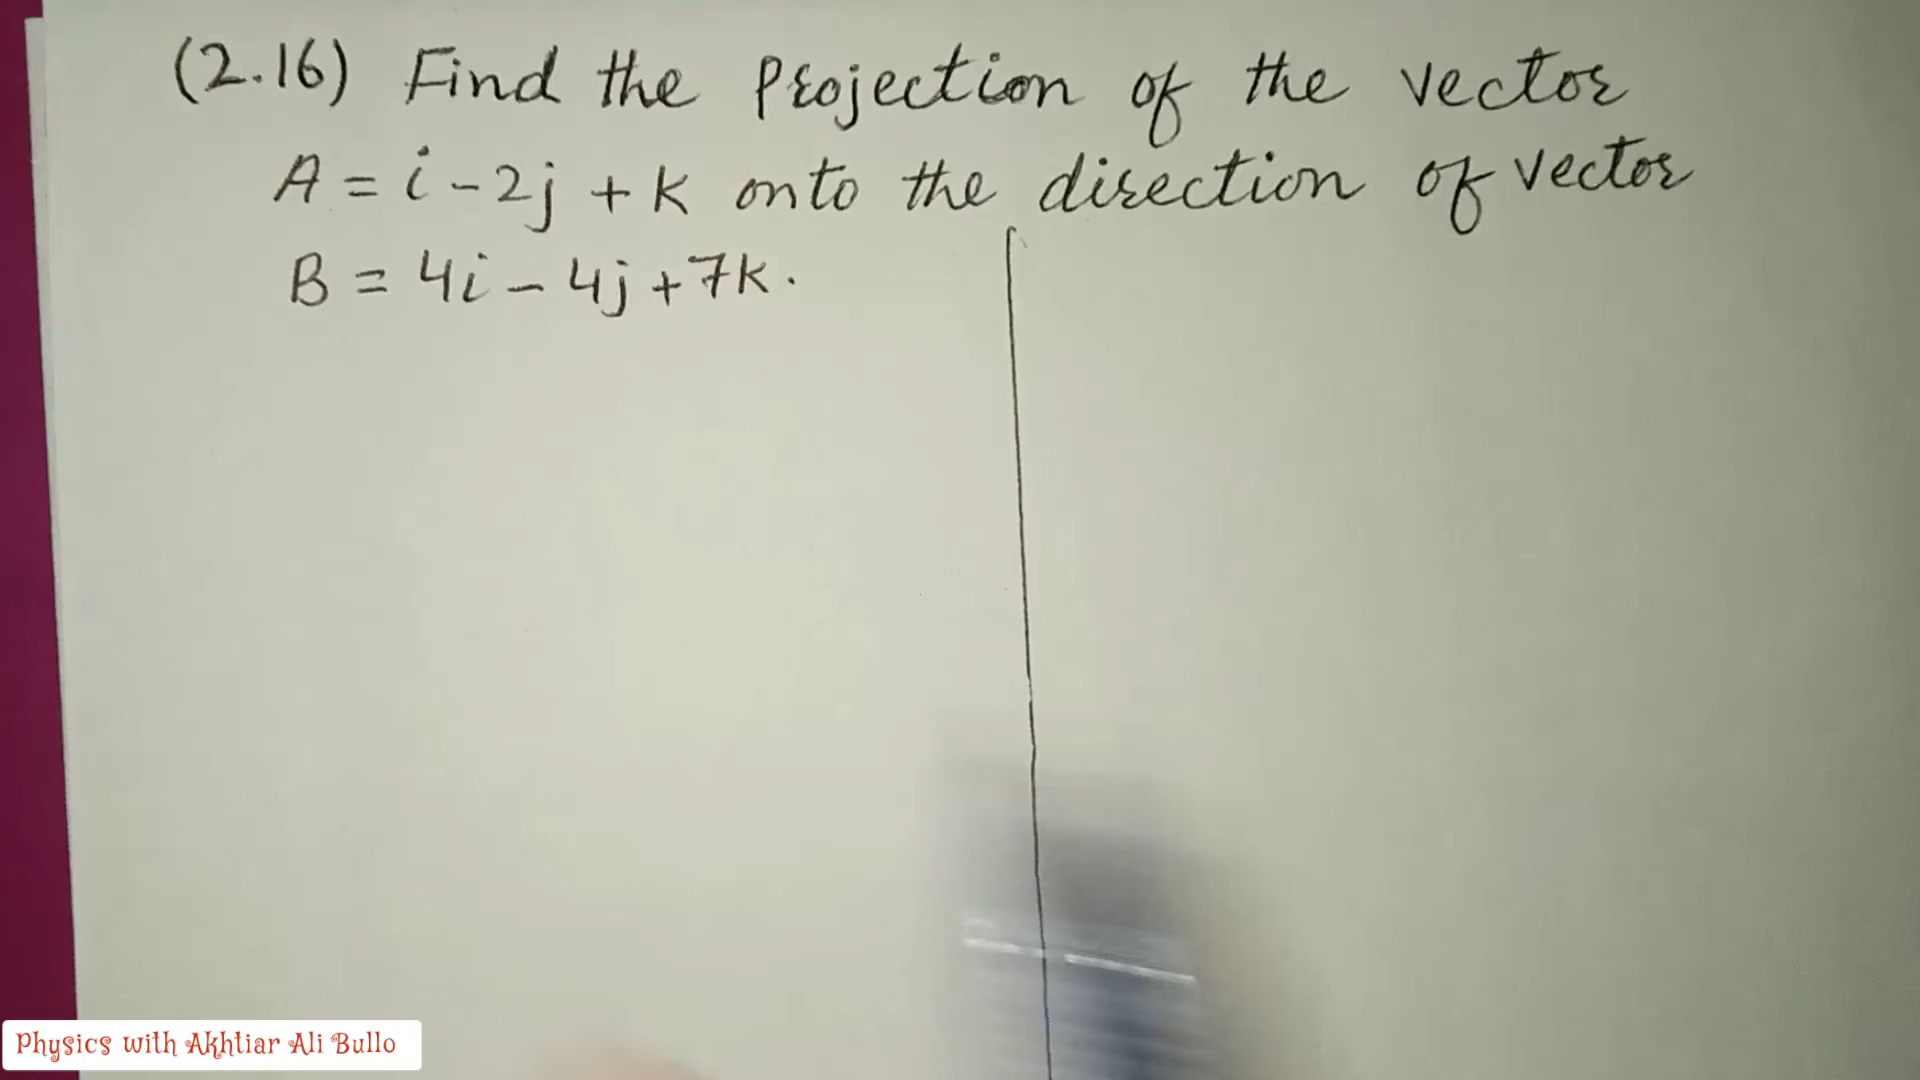 (2.16) Find the Projection of the vector
A = i - 2j + k onto the direction of vector
B = 4i - 4j + 7k.
Physics with Akhtiar Ali Bullo